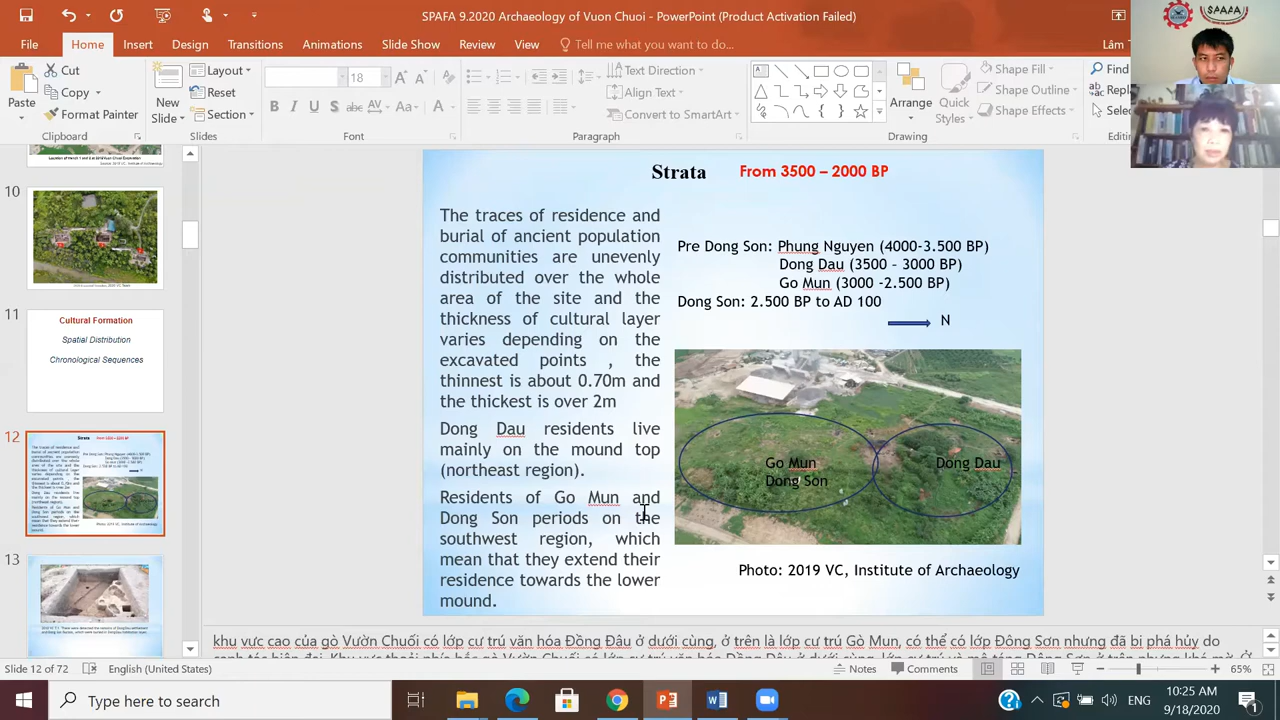 SPAFA 9.2020 Archaeology of Vuon Chuoi - PowerPoint (Product Activation Failed)
File Home Insert Design Transitions Animations Slide Show Review View Tell me what you want to do... Lâm
Paste
Cut
Copy
Format Painter
Clipboard
New Slide
Layout
Reset
Section
Slides
18
B I U S abc AV Aa A
Font
Text Direction
Align Text
Convert to SmartArt
Paragraph
Arrange
Quick Styles
Shape Fill
Shape Outline
Shape Effects
Drawing
Find
Repl
Selec
Editing
SPAFA
10
11
Cultural Formation
Spatial Distribution
Chronological Sequences
12
13
Strata From 3500 – 2000 BP
The traces of residence and
burial of ancient population
communities are unevenly
distributed over the whole
area of the site and the
thickness of cultural layer
varies depending on the
excavated points , the
thinnest is about 0.70m and
the thickest is over 2m
Dong Dau residents live
mainly on the mound top
(northeast region).
Residents of Go Mun and
Dong Son periods on the
southwest region, which
mean that they extend their
residence towards the lower
mound.
Pre Dong Son: Phung Nguyen (4000-3.500 BP)
Dong Dau (3500 – 3000 BP)
Go Mun (3000 -2.500 BP)
Dong Son: 2.500 BP to AD 100
N
Mun
Dong Son
Dong Dau
Photo: 2019 VC, Institute of Archaeology
Khu vực cao của gò Vườn Chuối có lớp cư trú văn hóa Đồng Đậu ở dưới cùng, ở trên là lớp cư trú Gò Mun, có thể có lớp Đông Sơn nhưng đã bị phá hủy do
Slide 12 of 72 English (United States) Notes Comments 65%
Type here to search
ENG
10:25 AM
9/18/2020